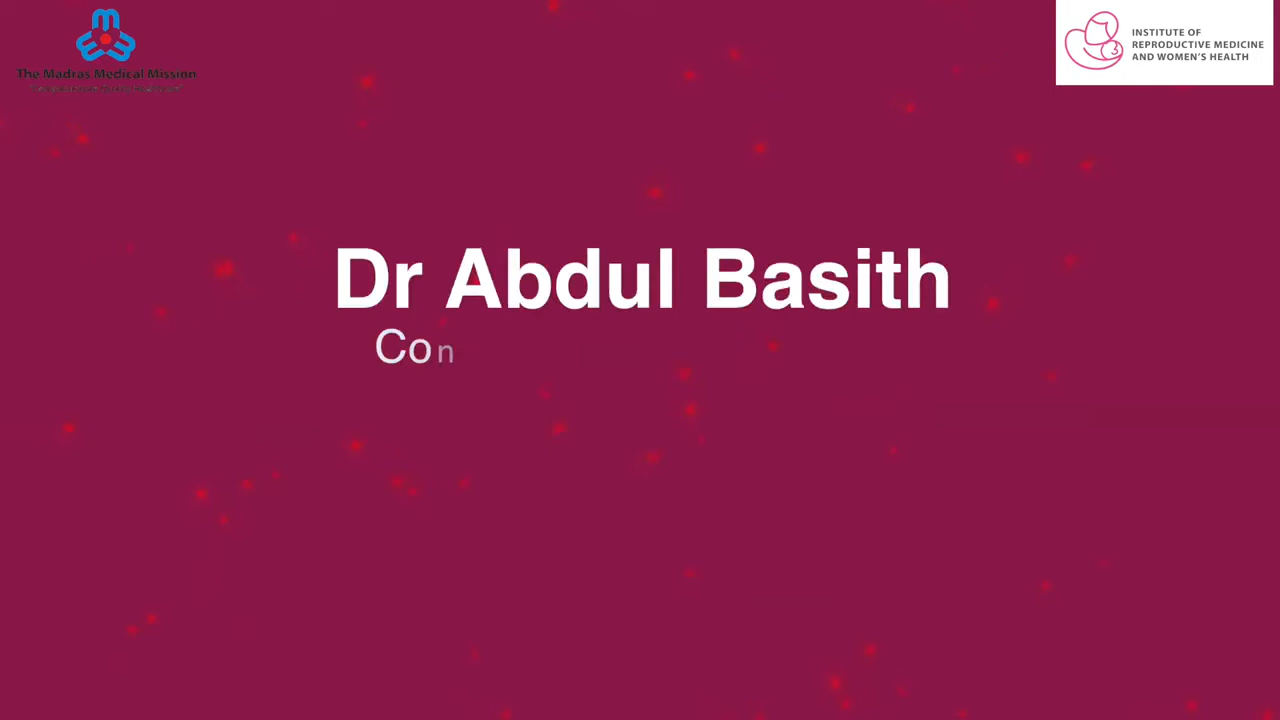 The Madras Medical Mission
INSTITUTE OF
REPRODUCTIVE MEDICINE
AND WOMEN'S HEALTH
Dr Abdul Basith
Con